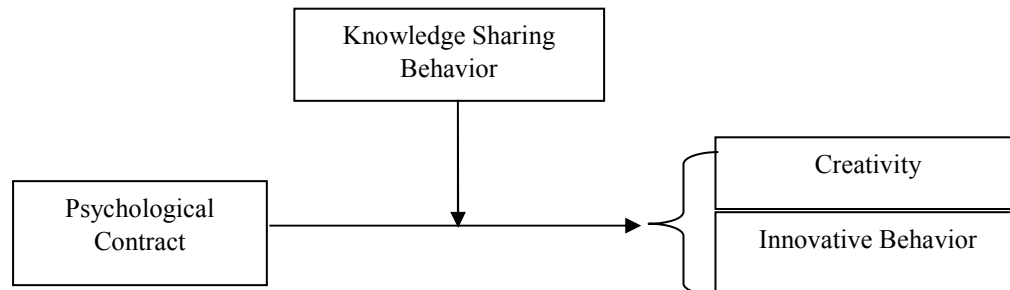 Knowledge Sharing
Behavior
Creativity
Psychological
Contract
Innovative Behavior